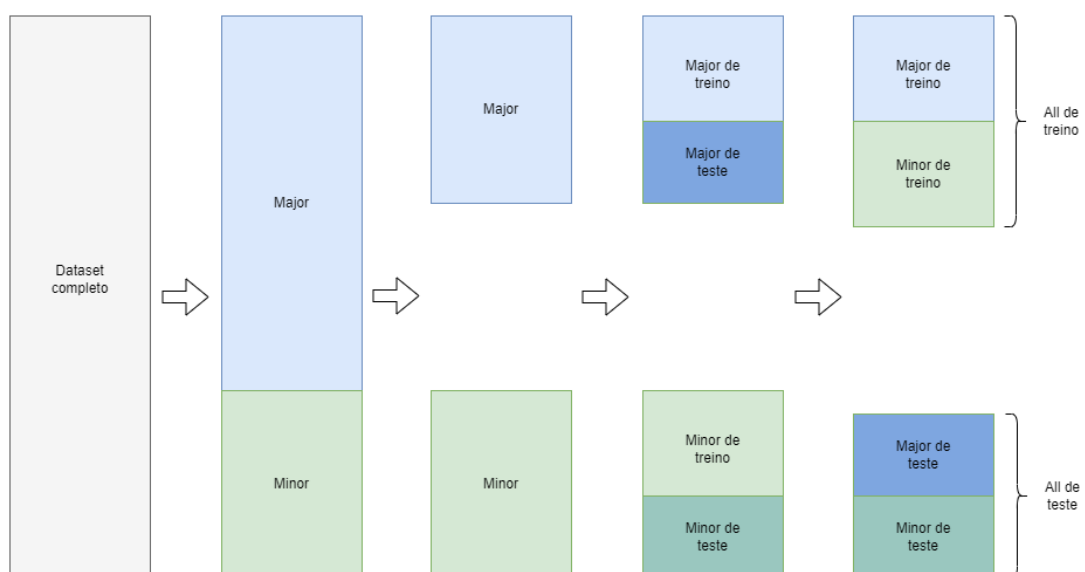 Dataset
completo
Major
Minor
Major
Minor
Major de
treino
Major de
teste
Minor de
treino
Minor de
teste
Major de
treino
Minor de
treino
All de
treino
Major de
teste
Minor de
teste
All de
teste